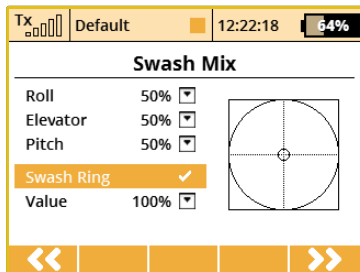 Tx Default 12:22:18 64%
Swash Mix
Roll 50%
Elevator 50%
Pitch 50%
Swash Ring
Value 100%